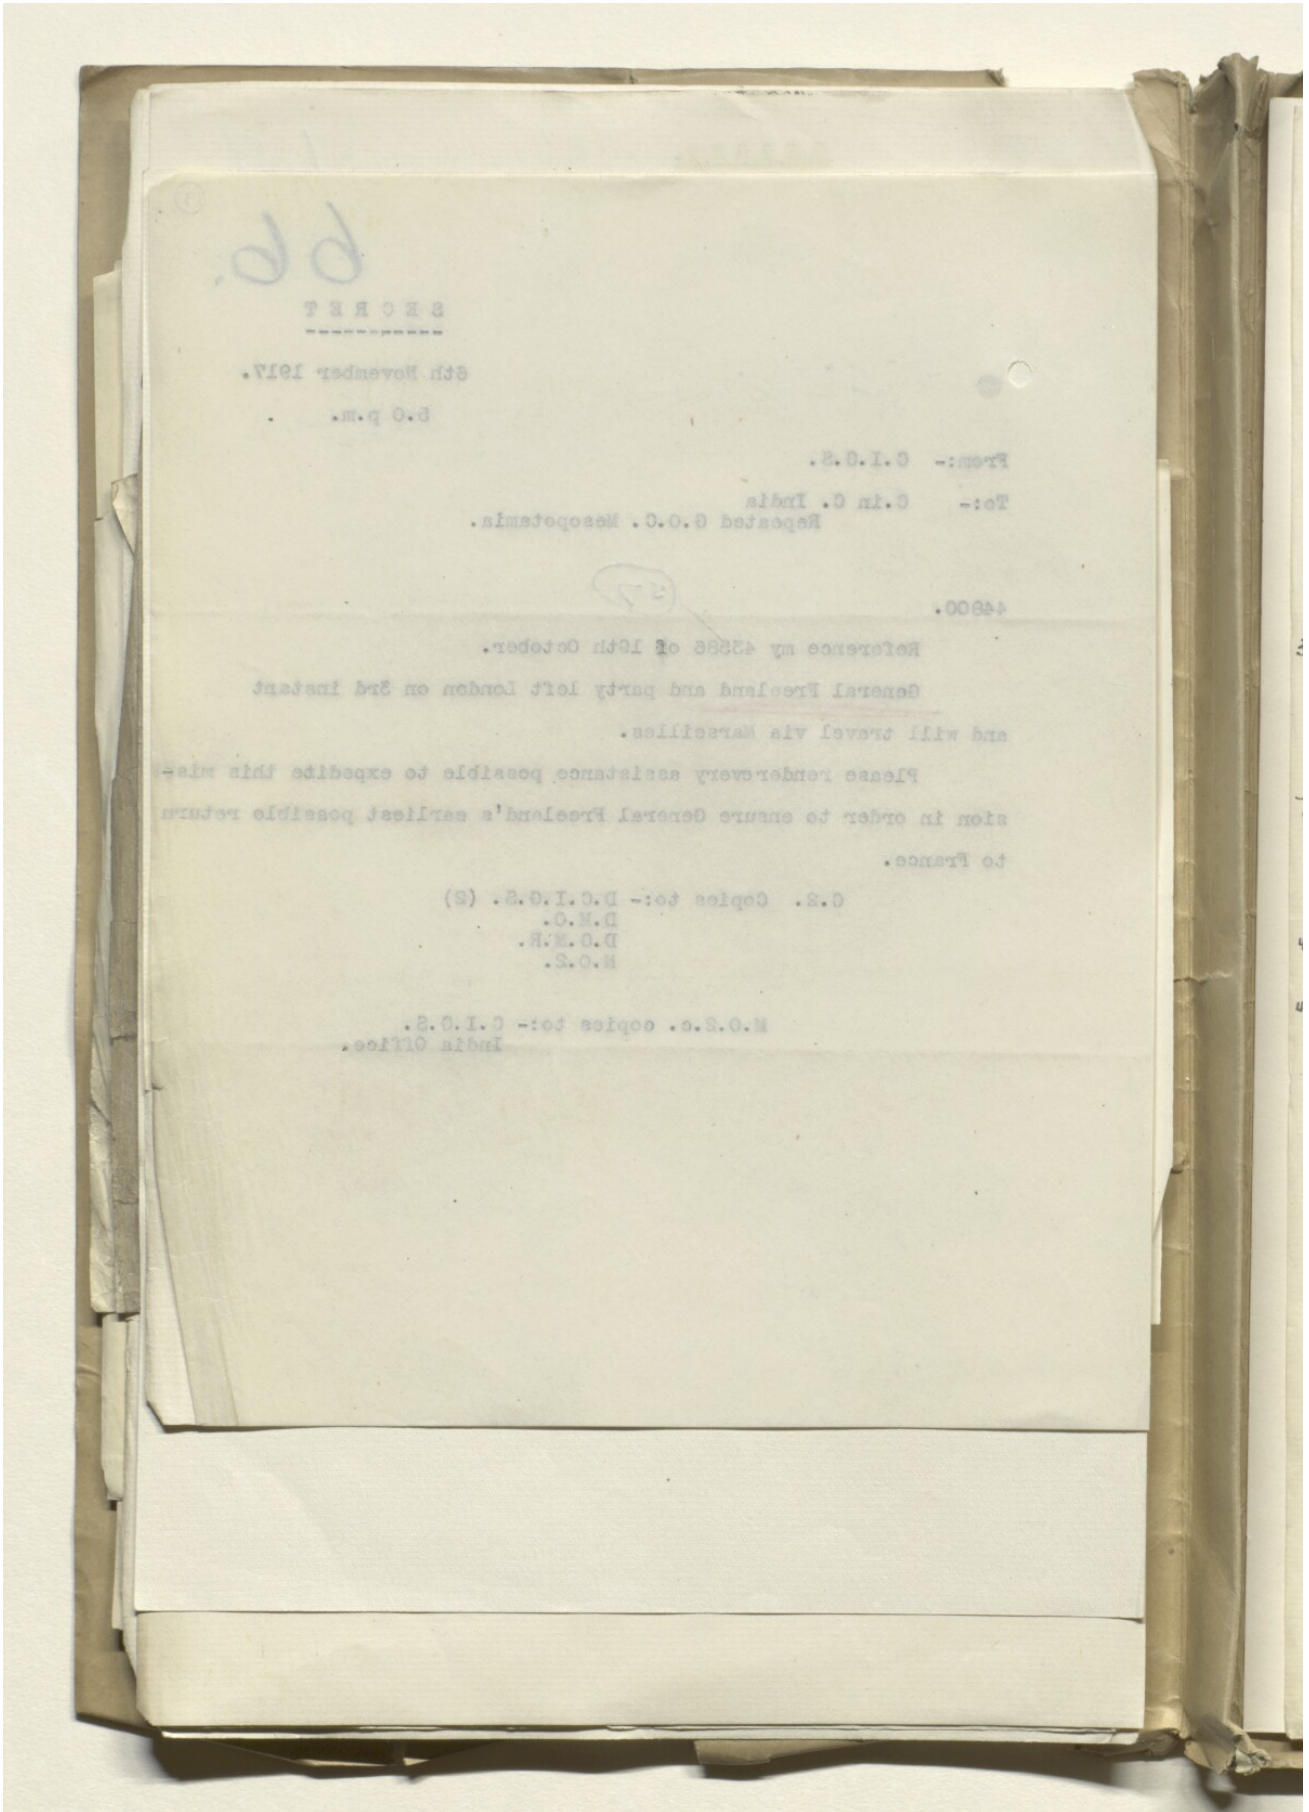 66.
SECRET
6th November 1917.
5.0 p.m.
From:- C.I.G.S.
To:- C.in C. India
Repeated G.O.C. Mesopotamia.
44800.
Reference my 43586 of 16th October.
General Freeland and party left London on 3rd instant
and will travel via Marseilles.
Please renderevery assistance possible to expedite this mis-
sion in order to ensure General Freeland's earliest possible return
to France.
C.2. Copies to:- D.C.I.G.S. (2)
D.M.O.
D.O.M.R.
M.O.2.
M.O.2.c. copies to:- C.I.G.S.
India Office.